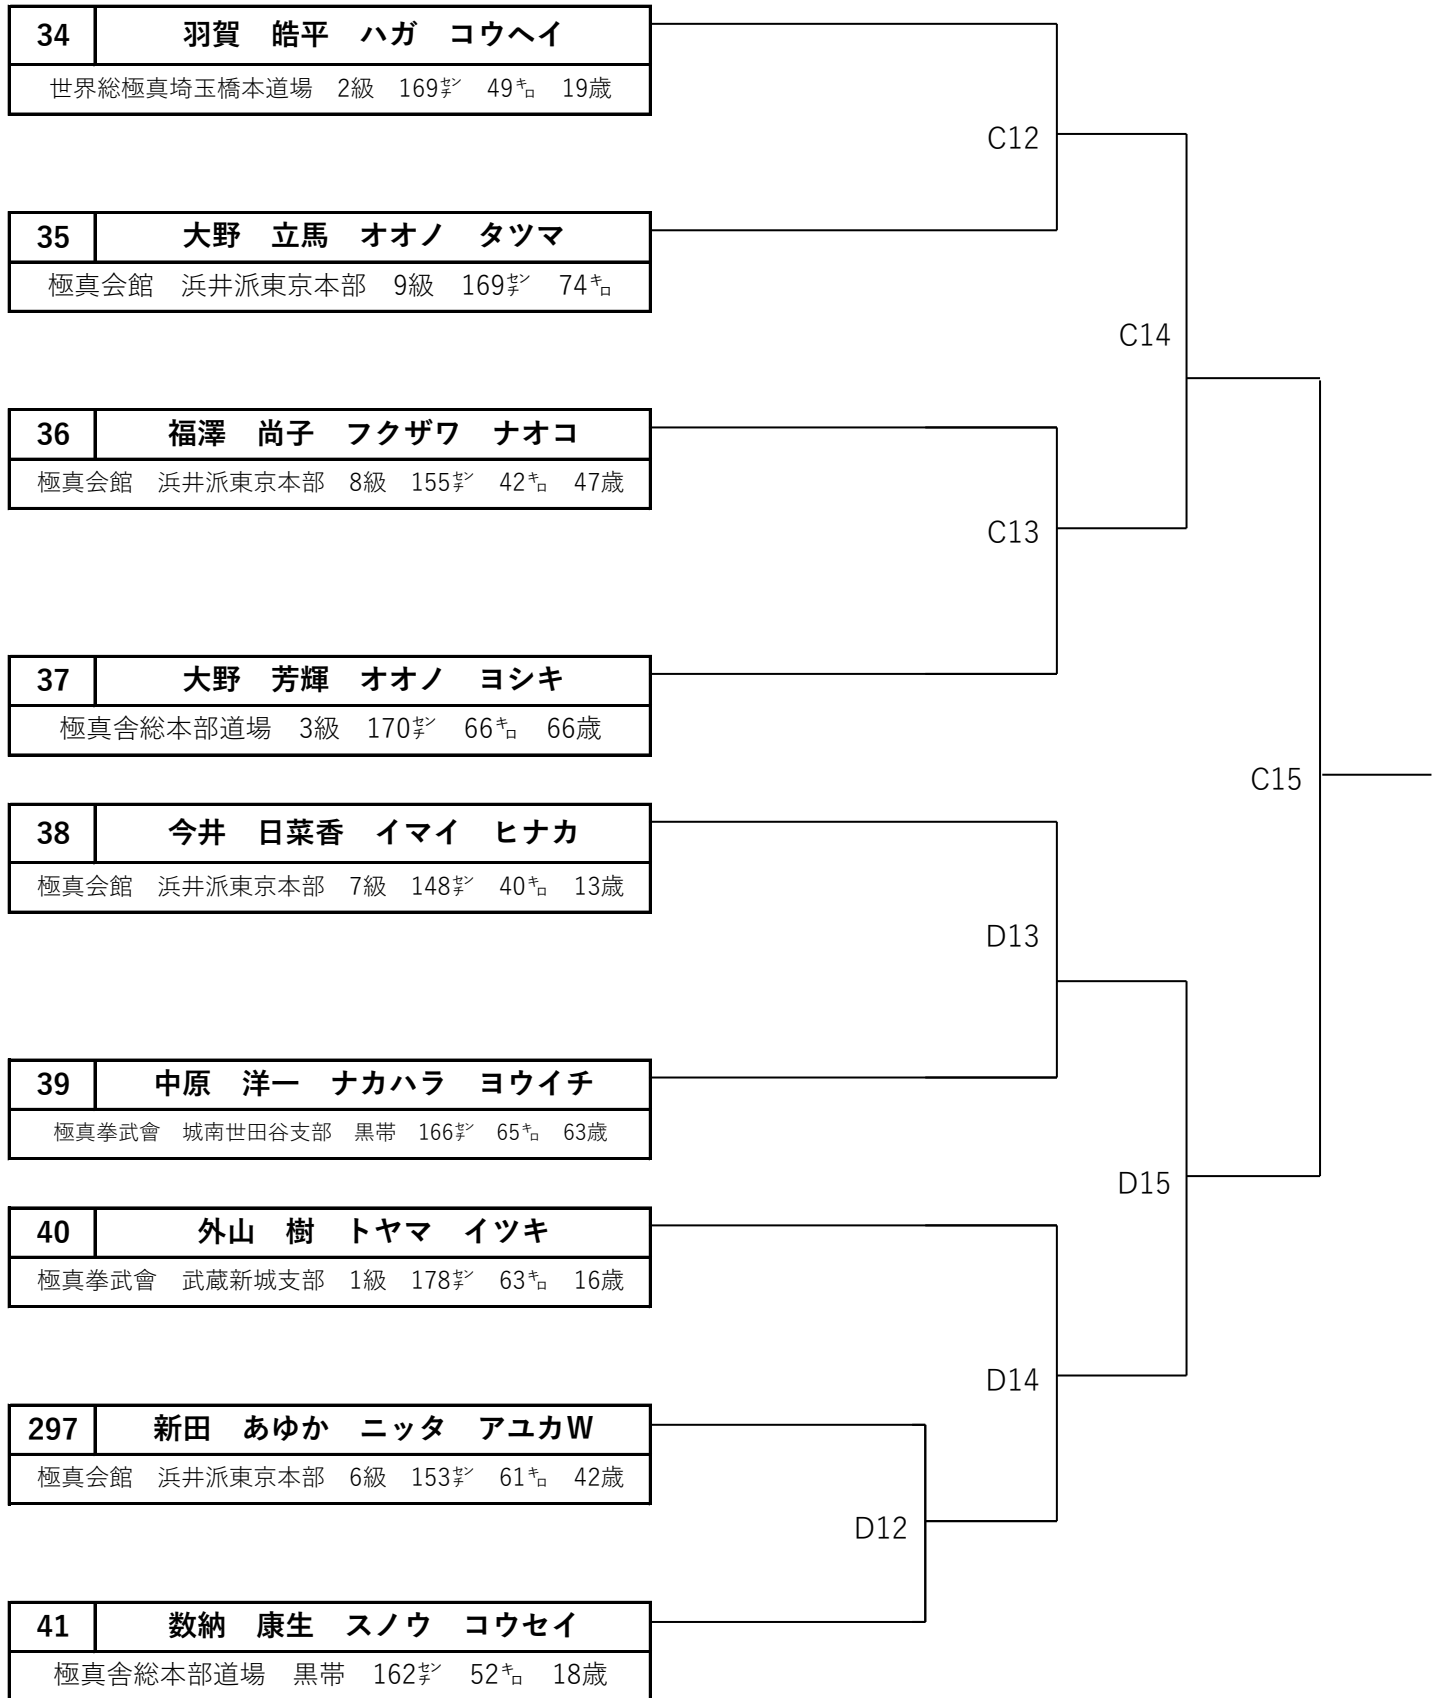 34 羽賀　皓平　ハガ　コウヘイ
世界総極真埼玉橋本道場　2級　169㌢　49㌔　19歳
C12
35 大野　立馬　オオノ　タツマ
極真会館　浜井派東京本部　9級　169㌢　74㌔
C14
36 福澤　尚子　フクザワ　ナオコ
極真会館　浜井派東京本部　8級　155㌢　42㌔　47歳
C13
37 大野　芳輝　オオノ　ヨシキ
極真舎総本部道場　3級　170㌢　66㌔　66歳
C15
38 今井　日菜香　イマイ　ヒナカ
極真会館　浜井派東京本部　7級　148㌢　40㌔　13歳
D13
39 中原　洋一　ナカハラ　ヨウイチ
極真拳武會　城南世田谷支部　黒帯　166㌢　65㌔　63歳
D15
40 外山　樹　トヤマ　イツキ
極真拳武會　武蔵新城支部　1級　178㌢　63㌔　16歳
D14
297 新田　あゆか　ニッタ　アユカW
極真会館　浜井派東京本部　6級　153㌢　61㌔　42歳
D12
41 数納　康生　スノウ　コウセイ
極真舎総本部道場　黒帯　162㌢　52㌔　18歳